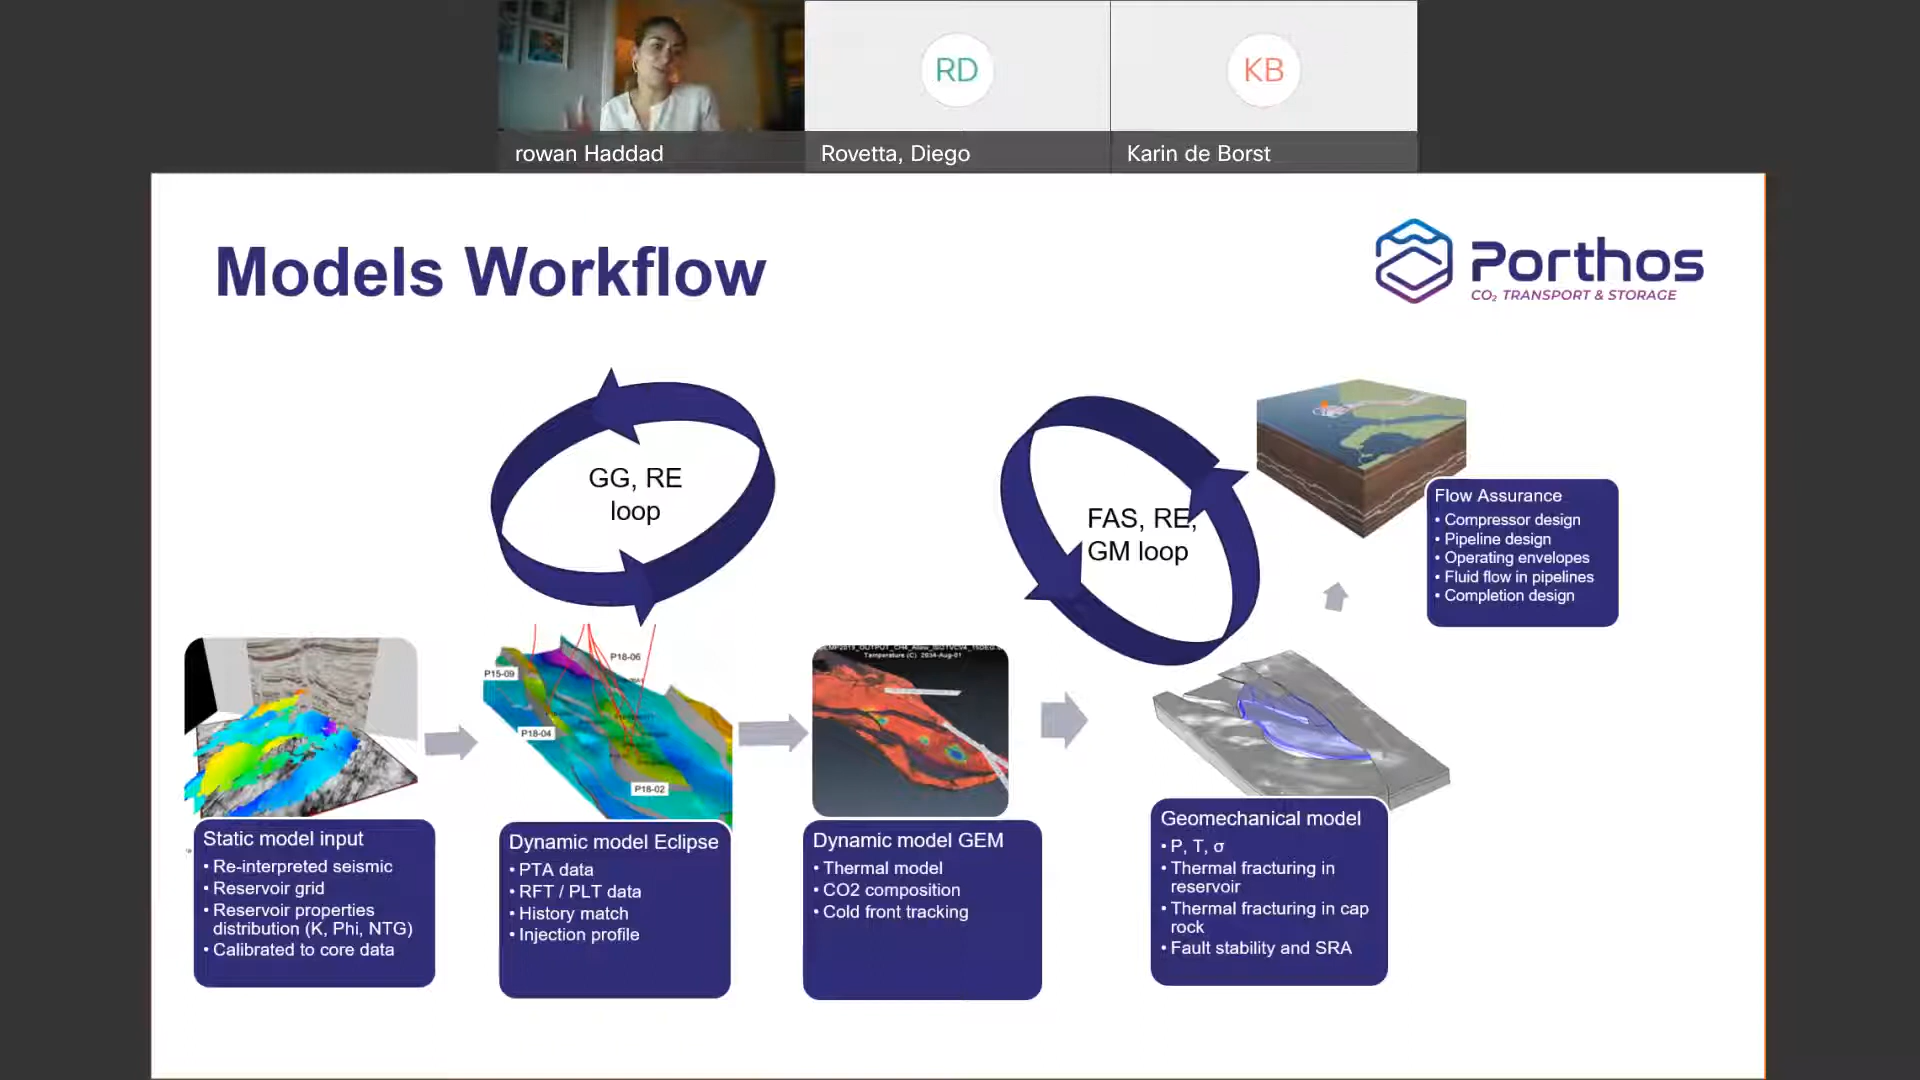 RD
KB
rowan Haddad
Rovetta, Diego
Karin de Borst
Models Workflow
Porthos
CO₂ TRANSPORT & STORAGE
GG, RE
loop
FAS, RE,
GM loop
Flow Assurance
• Compressor design
• Pipeline design
• Operating envelopes
• Fluid flow in pipelines
• Completion design
P18-06
P15-09
P18-04
P18-02
Temperature (C) 2034-Aug-01
Static model input
• Re-interpreted seismic
• Reservoir grid
• Reservoir properties
distribution (K, Phi, NTG)
• Calibrated to core data
Dynamic model Eclipse
• PTA data
• RFT / PLT data
• History match
• Injection profile
Dynamic model GEM
• Thermal model
• CO2 composition
• Cold front tracking
Geomechanical model
• P, T, σ
• Thermal fracturing in
reservoir
• Thermal fracturing in cap
rock
• Fault stability and SRA